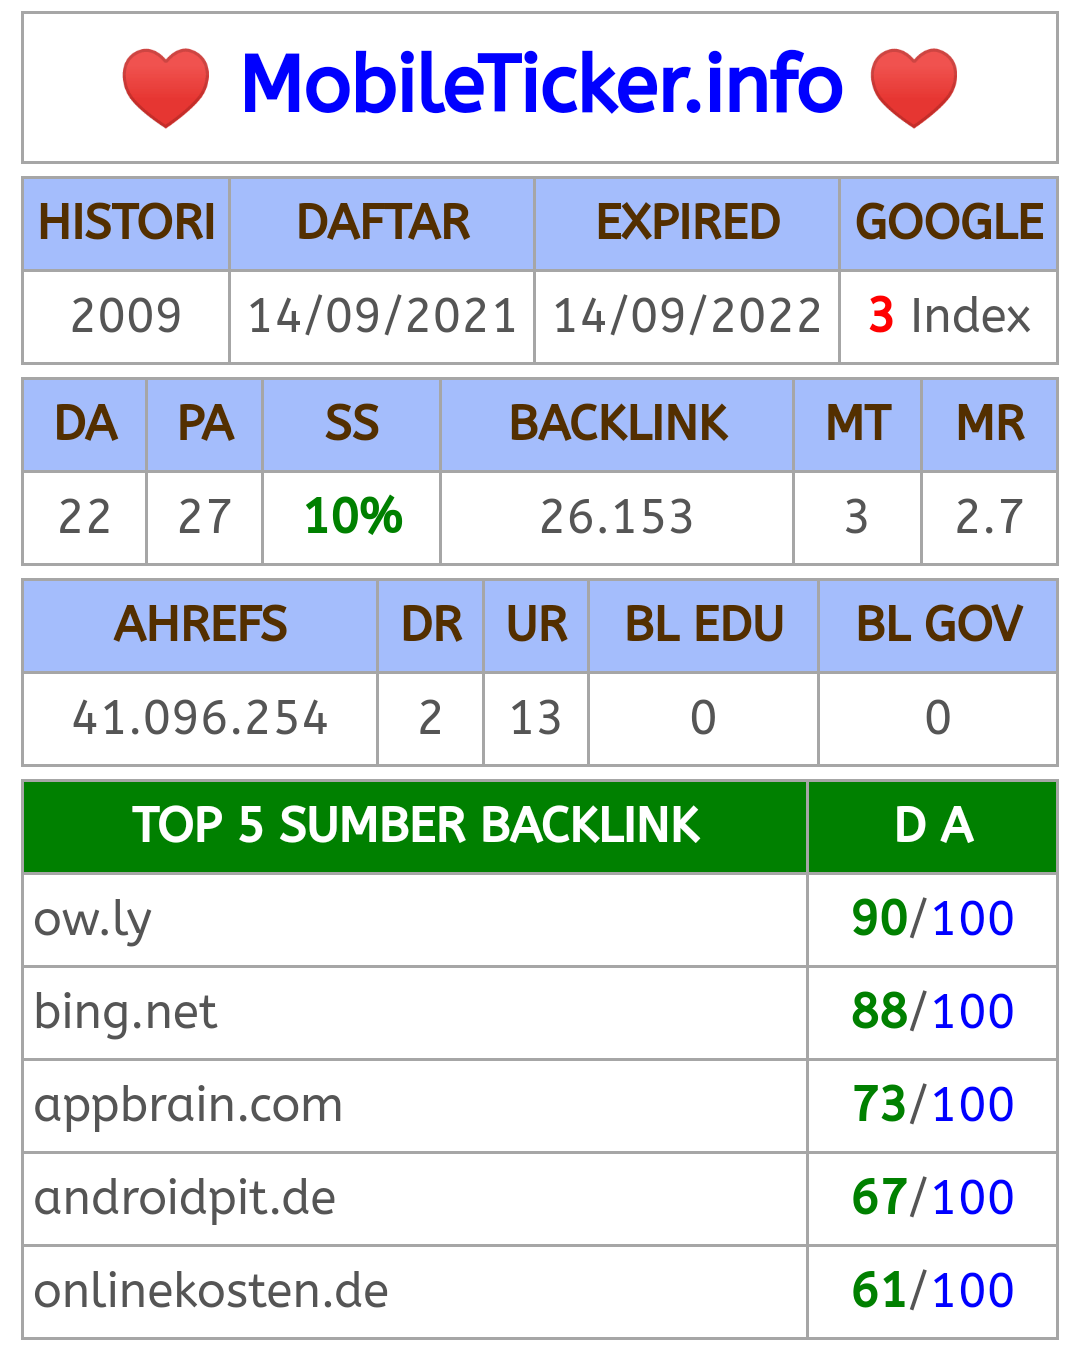 ❤️ MobileTicker.info ❤️
HISTORI DAFTAR EXPIRED GOOGLE
2009 14/09/2021 14/09/2022 3 Index
DA PA SS BACKLINK MT MR
22 27 10% 26.153 3 2.7
AHREFS DR UR BL EDU BL GOV
41.096.254 2 13 0 0
TOP 5 SUMBER BACKLINK D A
ow.ly 90/100
bing.net 88/100
appbrain.com 73/100
androidpit.de 67/100
onlinekosten.de 61/100